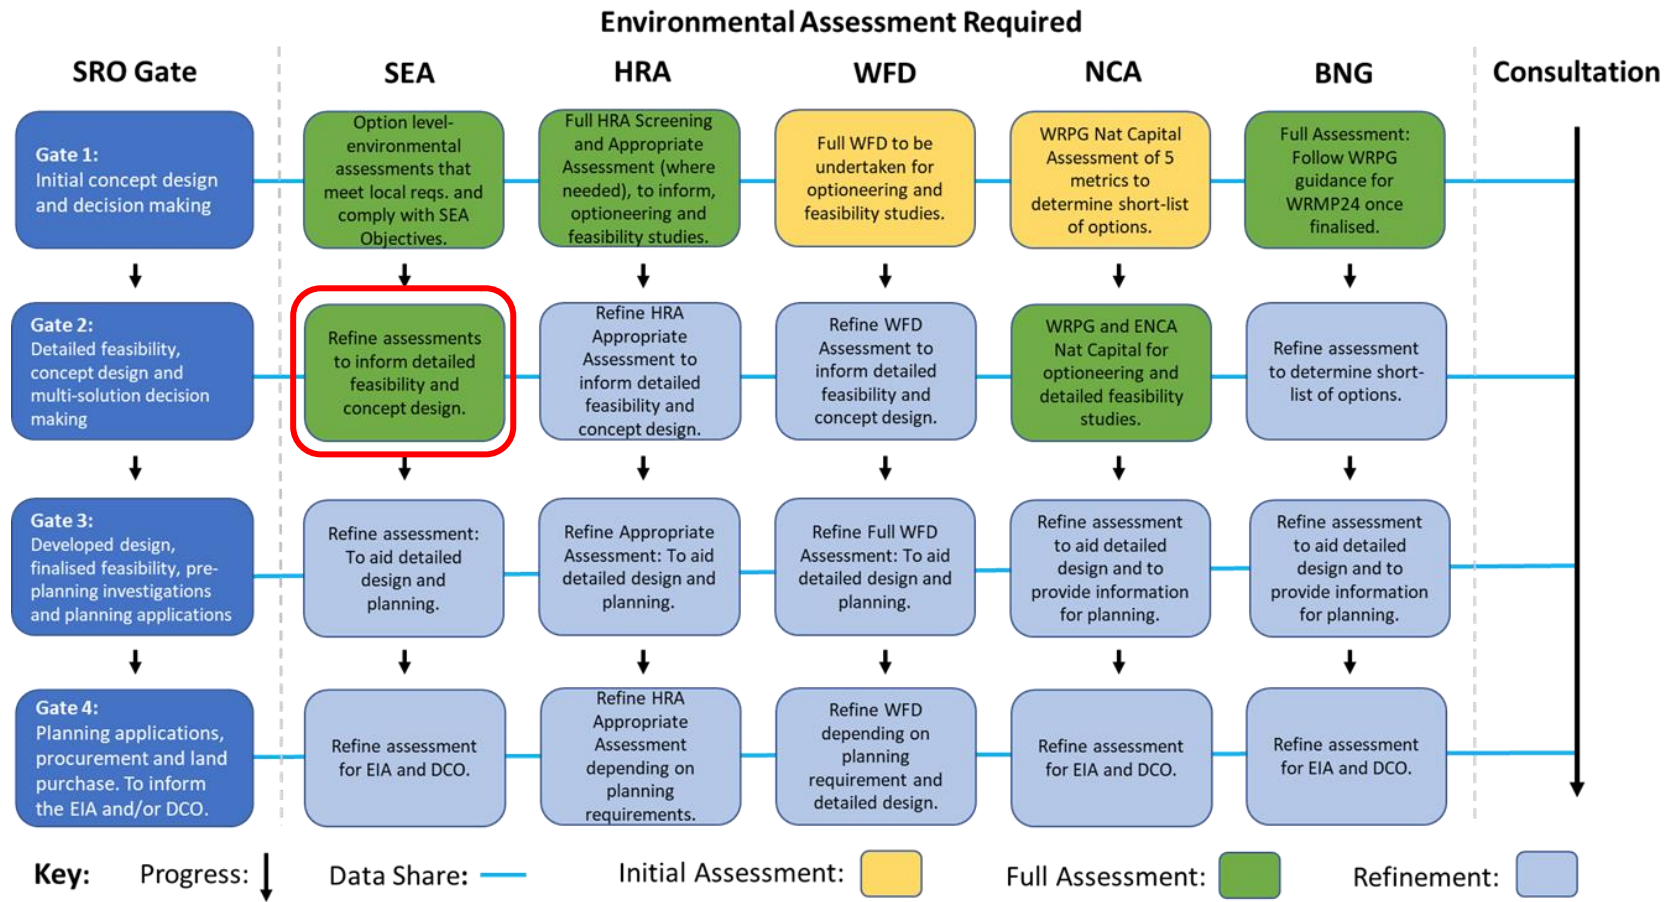 Environmental Assessment Required
SRO Gate
SEA
HRA
WFD
NCA
BNG
Consultation
Gate 1:
Initial concept design
and decision making
Option level-
environmental
assessments that
meet local reqs. and
comply with SEA
Objectives.
Full HRA Screening
and Appropriate
Assessment (where
needed), to inform,
optioneering and
feasibility studies.
Full WFD to be
undertaken for
optioneering and
feasibility studies.
WRPG Nat Capital
Assessment of 5
metrics to
determine short-list
of options.
Full Assessment:
Follow WRPG
guidance for
WRMP24 once
finalised.
Gate 2:
Detailed feasibility,
concept design and
multi-solution decision
making
Refine assessments
to inform detailed
feasibility and
concept design.
Refine HRA
Appropriate
Assessment to
inform detailed
feasibility and
concept design.
Refine WFD
Assessment to
inform detailed
feasibility and
concept design.
WRPG and ENCA
Nat Capital for
optioneering and
detailed feasibility
studies.
Refine assessment
to determine short-
list of options.
Gate 3:
Developed design,
finalised feasibility, pre-
planning investigations
and planning applications
Refine assessment:
To aid detailed
design and
planning.
Refine Appropriate
Assessment: To aid
detailed design and
planning.
Refine Full WFD
Assessment: To aid
detailed design and
planning.
Refine assessment
to aid detailed
design and to
provide information
for planning.
Refine assessment
to aid detailed
design and to
provide information
for planning.
Gate 4:
Planning applications,
procurement and land
purchase. To inform
the EIA and/or DCO.
Refine assessment
for EIA and DCO.
Refine HRA
Appropriate
Assessment
depending on
planning
requirements.
Refine WFD
depending on
planning
requirement and
detailed design.
Refine assessment
for EIA and DCO.
Refine assessment
for EIA and DCO.
Key:
Progress:
Data Share:
Initial Assessment:
Full Assessment:
Refinement: